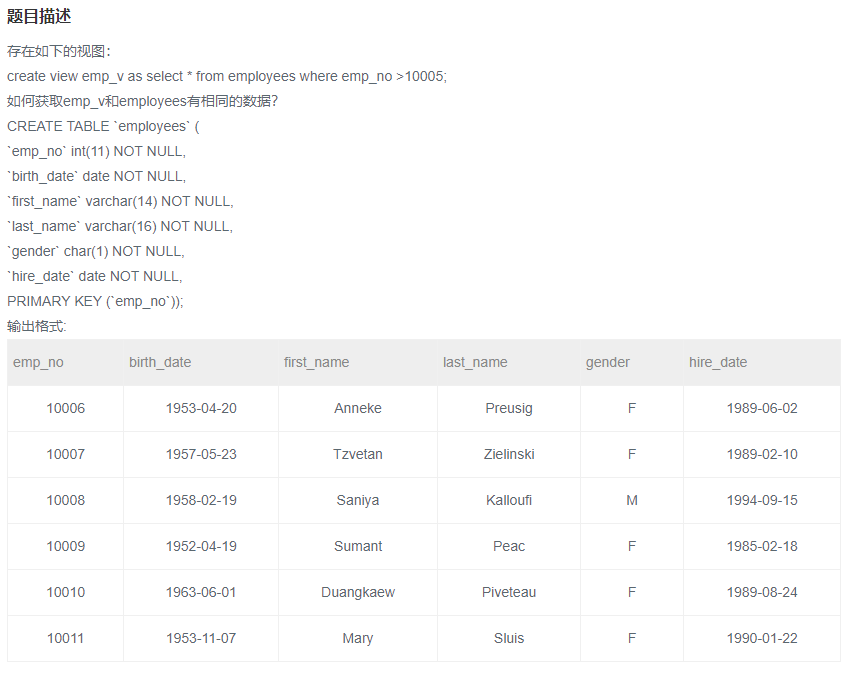 题目描述
存在如下的视图：
create view emp_v as select * from employees where emp_no >10005;
如何获取emp_v和employees有相同的数据？
CREATE TABLE `employees` (
`emp_no` int(11) NOT NULL,
`birth_date` date NOT NULL,
`first_name` varchar(14) NOT NULL,
`last_name` varchar(16) NOT NULL,
`gender` char(1) NOT NULL,
`hire_date` date NOT NULL,
PRIMARY KEY (`emp_no`));
输出格式:
emp_no birth_date first_name last_name gender hire_date
10006 1953-04-20 Anneke Preusig F 1989-06-02
10007 1957-05-23 Tzvetan Zielinski F 1989-02-10
10008 1958-02-19 Saniya Kalloufi M 1994-09-15
10009 1952-04-19 Sumant Peac F 1985-02-18
10010 1963-06-01 Duangkaew Piveteau F 1989-08-24
10011 1953-11-07 Mary Sluis F 1990-01-22